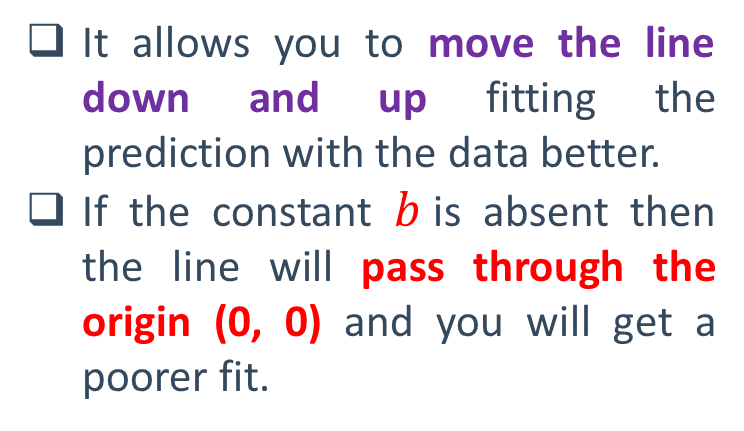 ❑ It allows you to move the line
down and up fitting the
prediction with the data better.
❑ If the constant b is absent then
the line will pass through the
origin (0, 0) and you will get a
poorer fit.